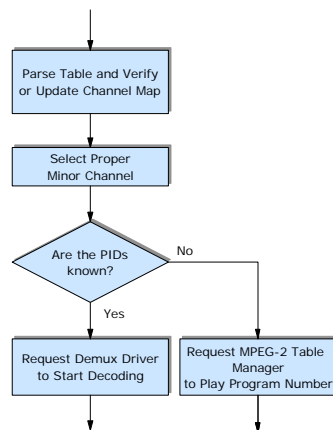 Parse Table and Verify
or Update Channel Map
Select Proper
Minor Channel
Are the PIDs
known?
No
Yes
Request Demux Driver
to Start Decoding
Request MPEG-2 Table
Manager
to Play Program Number